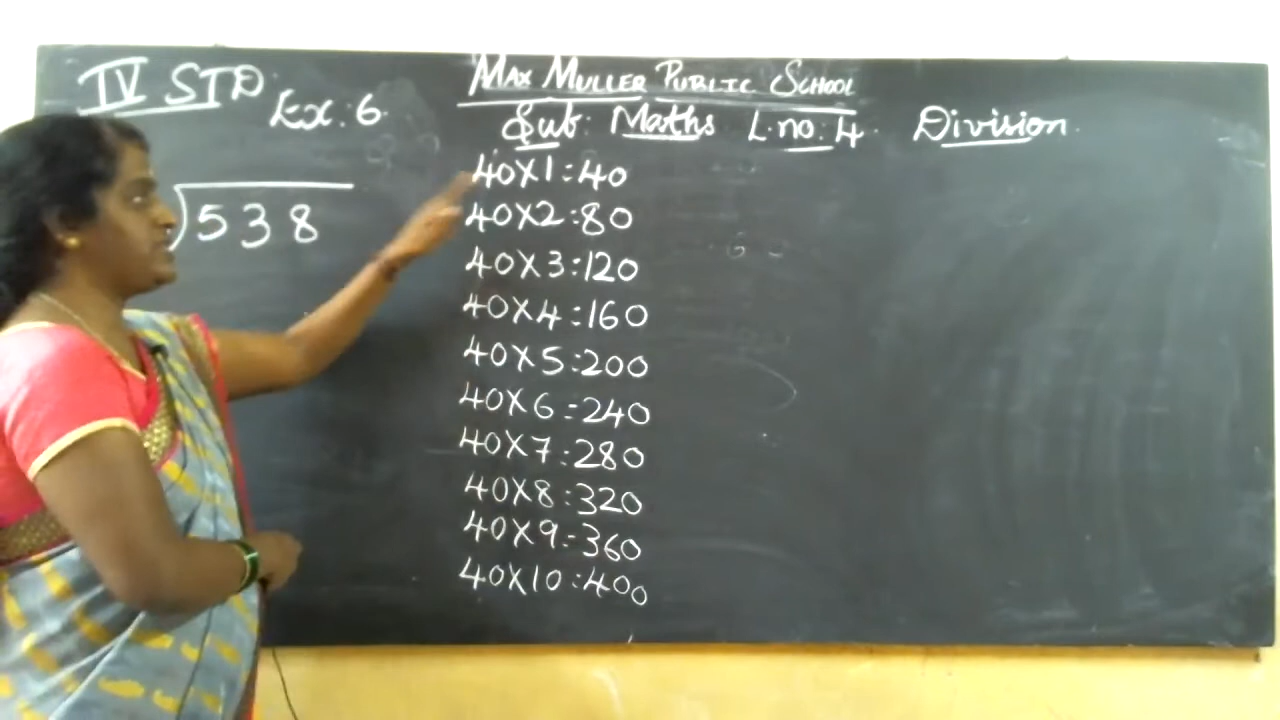 MAX MULLER PUBLIC SCHOOL
IV STD Ex: 6
Sub: Maths L.no: 4 Division
538
40X1:40
40X2:80
40X3:120
40X4:160
40X5:200
40X6=240
40X7:280
40X8:320
40X9:360
40X10:400